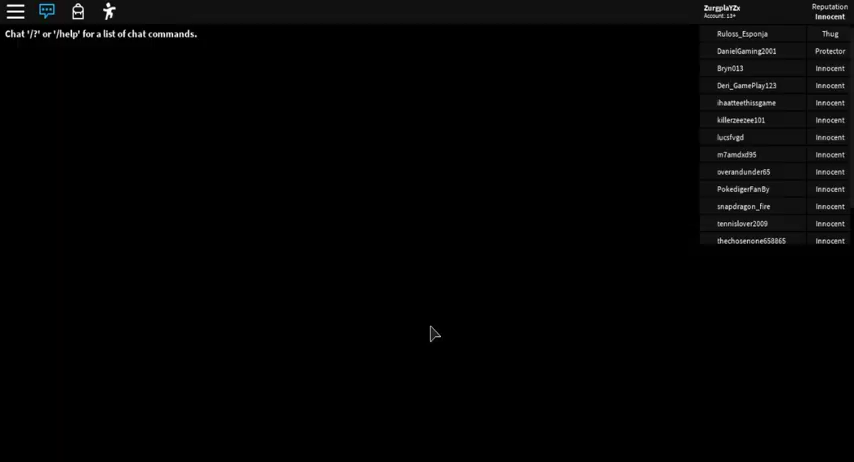 ZurgplaYZx Reputation
Account: 13+ Innocent
Chat '/?' or '/help' for a list of chat commands.
Ruloss_Esponja Thug
DanielGaming2001 Protector
Bryn013 Innocent
Deri_GamePlay123 Innocent
ihaatteethissgame Innocent
killerzeezee101 Innocent
lucsfvgd Innocent
m7amdxd95 Innocent
overandunder65 Innocent
PokedigerFanBy Innocent
snapdragon_fire Innocent
tennislover2009 Innocent
thechosenone658865 Innocent